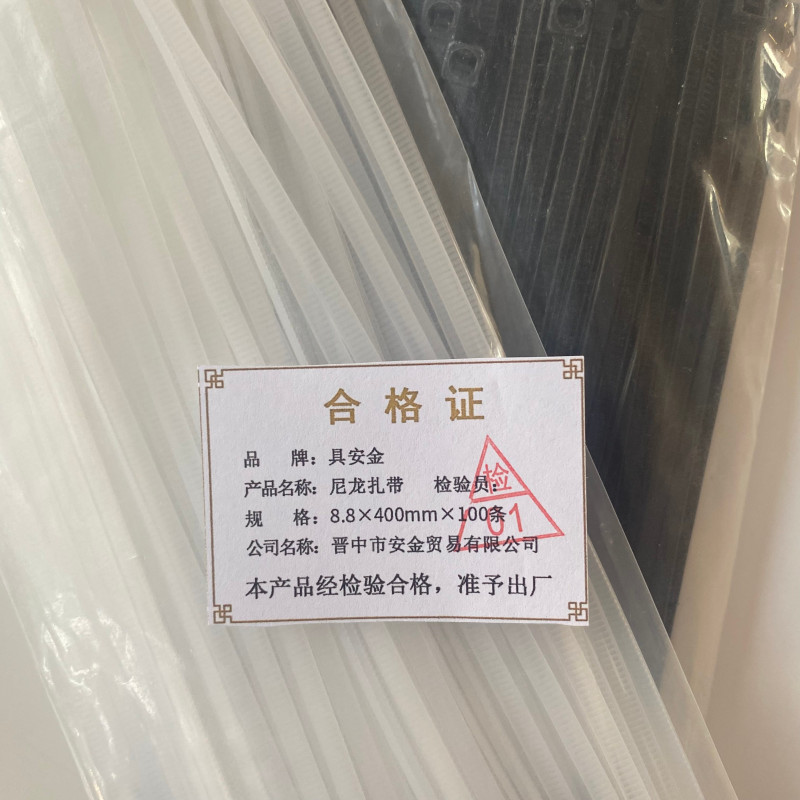 合格证
品 牌：具安金
产品名称：尼龙扎带 检验员：
检
规 格：8.8×400mm×100条
01
公司名称：晋中市安金贸易有限公司
本产品经检验合格，准予出厂